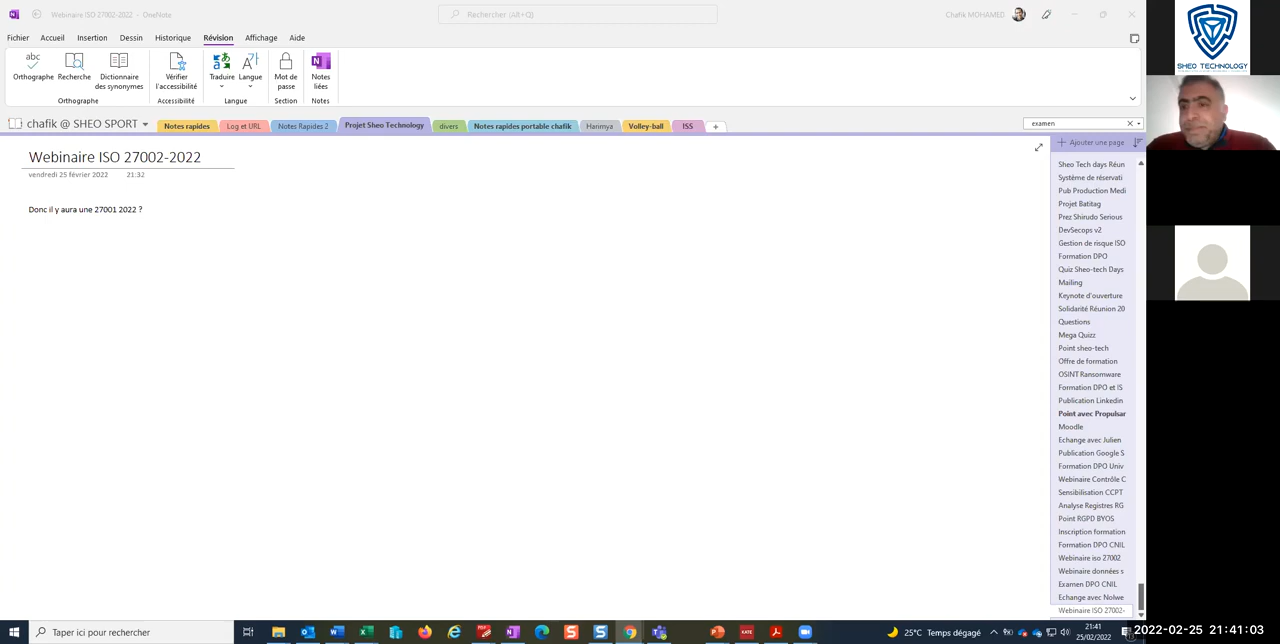 Webinaire ISO 27002-2022 - OneNote
Rechercher (Alt+Q)
Chafik MOHAMED
SHEO TECHNOLOGY
Fichier Accueil Insertion Dessin Historique Révision Affichage Aide
abc
Orthographe Recherche Dictionnaire des synonymes Vérifier l'accessibilité Traduire Langue Mot de passe Notes liées
Orthographe Accessibilité Langue Section Notes
chafik @ SHEO SPORT Notes rapides Log et URL Notes Rapides 2 Projet Sheo Technology divers Notes rapides portable chafik Harimya Volley-ball ISS + examen
Ajouter une page
Webinaire ISO 27002-2022
vendredi 25 février 2022 21:32
Donc il y aura une 27001 2022 ?
Sheo Tech days Réun
Système de réservati
Pub Production Medi
Projet Batitag
Prez Shirudo Serious
DevSecops v2
Gestion de risque ISO
Formation DPO
Quiz Sheo-tech Days
Mailing
Keynote d'ouverture
Solidarité Réunion 20
Questions
Mega Quizz
Point sheo-tech
Offre de formation
OSINT Ransomware
Formation DPO et IS
Publication Linkedin
Point avec Propulsar
Moodle
Echange avec Julien
Publication Google S
Formation DPO Univ
Webinaire Contrôle C
Sensibilisation CCPT
Analyse Registres RG
Point RGPD BYOS
Inscription formation
Formation DPO CNIL
Webinaire iso 27002
Webinaire données s
Examen DPO CNIL
Echange avec Nolwe
Webinaire ISO 27002-
2022-02-25 21:41:03
Taper ici pour rechercher
25°C Temps dégagé
21:41
25/02/2022